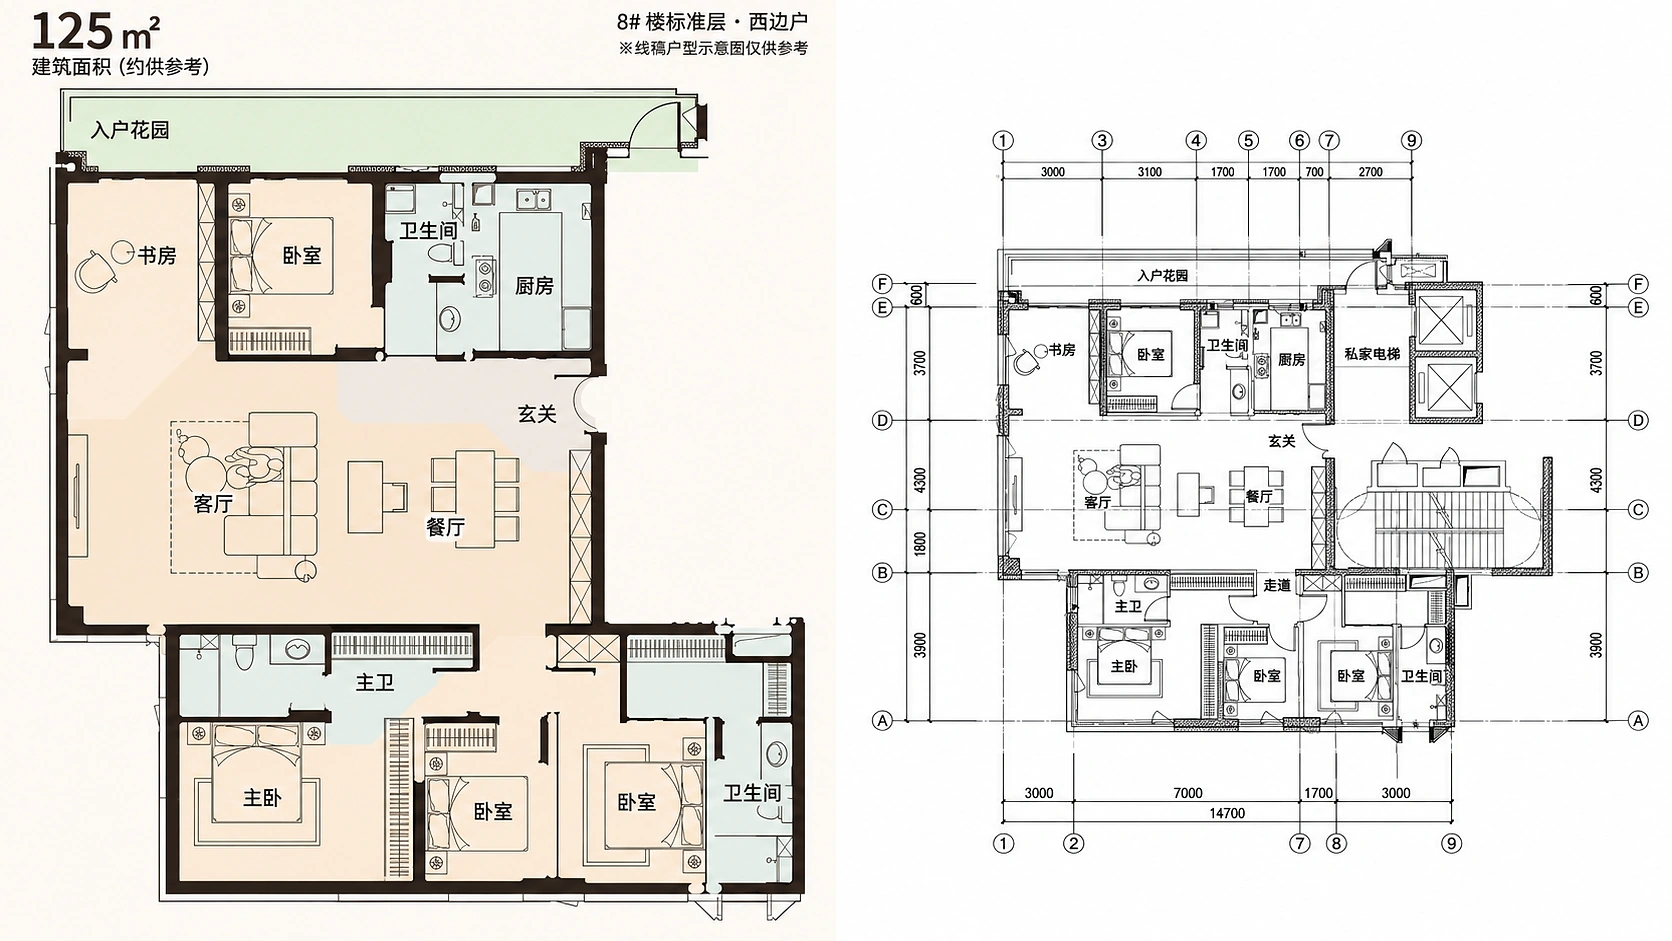 125 m²
建筑面积 (约供参考)
8# 楼标准层 · 西边户
※线稿户型示意图仅供参考
入户花园
书房
卧室
卫生间
厨房
玄关
客厅
餐厅
主卫
主卧
卧室
卧室
卫生间
① ③ ④ ⑤ ⑥ ⑦ ⑨
3000 3100 1700 1700 700 2700
Ⓕ Ⓔ Ⓓ Ⓒ Ⓑ Ⓐ
600 3700 4300 1800 3900
入户花园
书房
卧室
卫生间
厨房
私家电梯
玄关
客厅
餐厅
走道
主卫
主卧
卧室
卧室
卫生间
Ⓕ Ⓔ Ⓓ Ⓒ Ⓑ Ⓐ
600 3700 4300 3900
3000 7000 1700 3000
14700
① ② ⑦ ⑧ ⑨